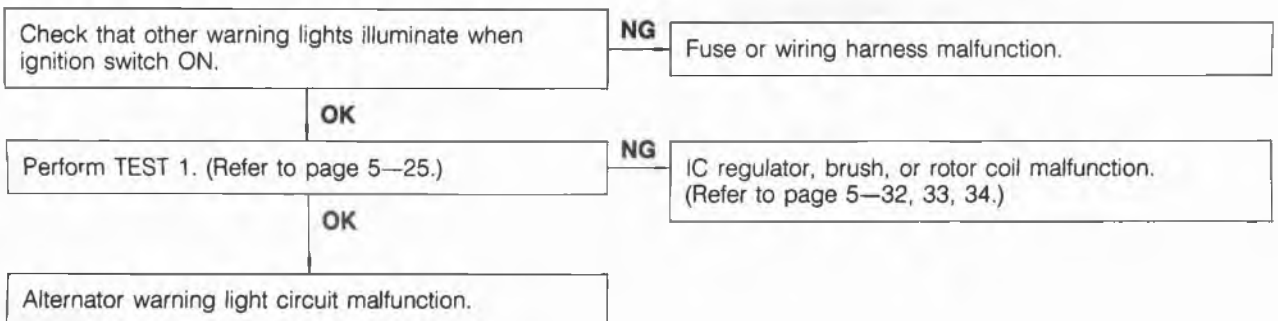 Check that other warning lights illuminate when
ignition switch ON.
NG
Fuse or wiring harness malfunction.
OK
Perform TEST 1. (Refer to page 5—25.)
NG
IC regulator, brush, or rotor coil malfunction.
(Refer to page 5—32, 33, 34.)
OK
Alternator warning light circuit malfunction.